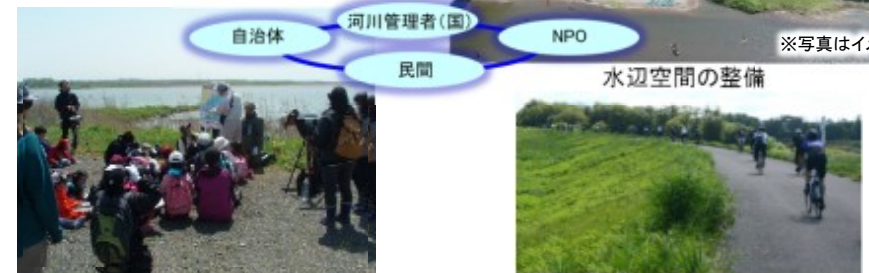 河川管理者(国)
自治体
NPO
※写真はイ
民間
水辺空間の整備